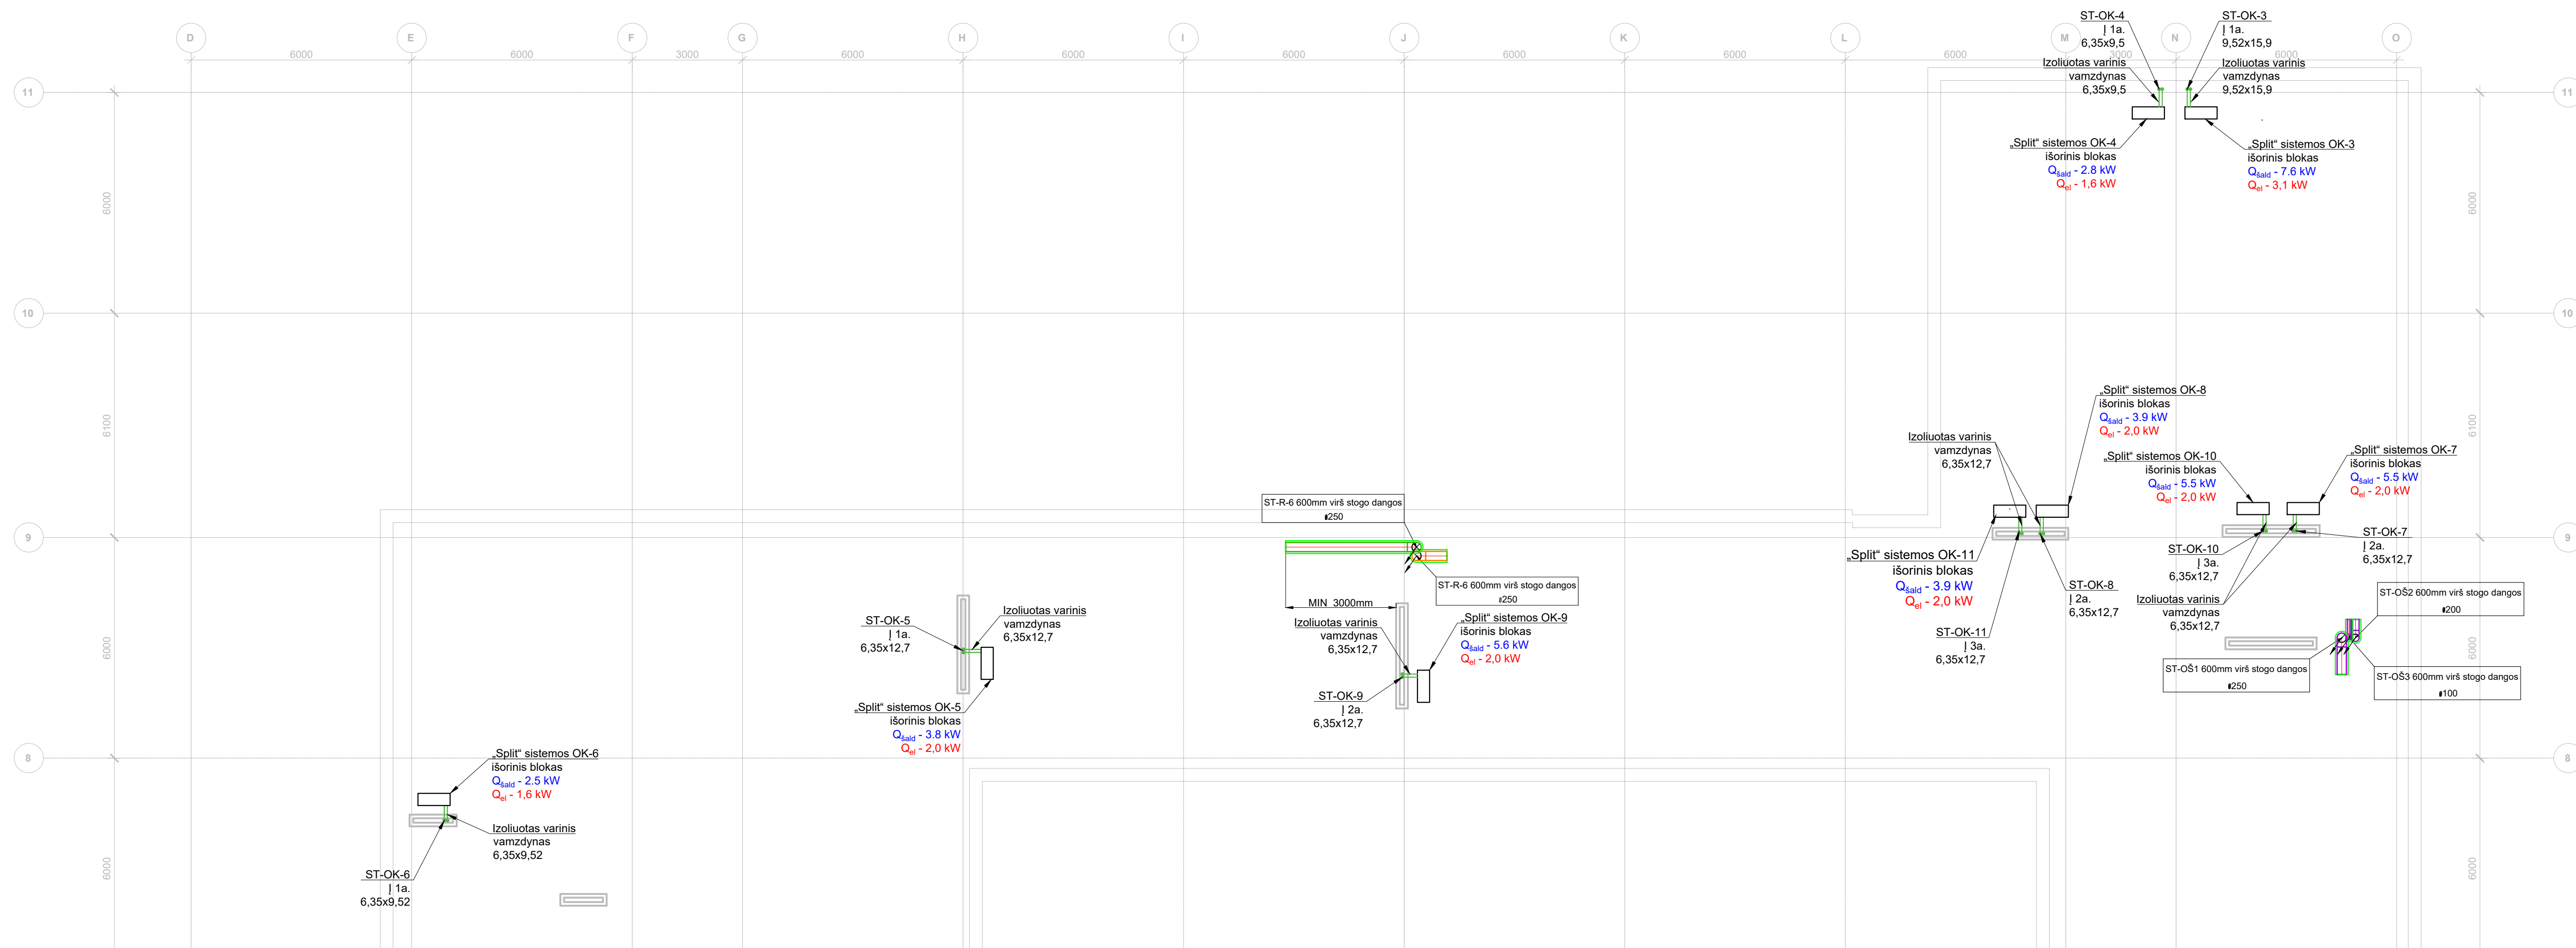 D
E
F
G
H
I
J
K
L
M
N
O
6000
6000
3000
6000
6000
6000
6000
6000
6000
3000
6000
ST-OK-4
Į 1a.
6,35x9,5
Izoliuotas varinis
vamzdynas
6,35x9,5
ST-OK-3
Į 1a.
9,52x15,9
Izoliuotas varinis
vamzdynas
9,52x15,9
11
11
„Split“ sistemos OK-4
išorinis blokas
Qšald - 2.8 kW
Qel - 1,6 kW
„Split“ sistemos OK-3
išorinis blokas
Qšald - 7.6 kW
Qel - 3,1 kW
6000
6000
10
10
6100
6100
„Split“ sistemos OK-8
išorinis blokas
Qšald - 3.9 kW
Qel - 2,0 kW
Izoliuotas varinis
vamzdynas
6,35x12,7
„Split“ sistemos OK-10
išorinis blokas
Qšald - 5.5 kW
Qel - 2,0 kW
„Split“ sistemos OK-7
išorinis blokas
Qšald - 5.5 kW
Qel - 2,0 kW
ST-R-6 600mm virš stogo dangos
ø250
9
9
„Split“ sistemos OK-11
išorinis blokas
Qšald - 3.9 kW
Qel - 2,0 kW
ST-OK-10
Į 3a.
6,35x12,7
ST-OK-7
Į 2a.
6,35x12,7
ST-R-6 600mm virš stogo dangos
ø250
ST-OK-8
Į 2a.
6,35x12,7
Izoliuotas varinis
vamzdynas
6,35x12,7
ST-OŠ2 600mm virš stogo dangos
ø200
MIN 3000mm
ST-OK-5
Į 1a.
6,35x12,7
Izoliuotas varinis
vamzdynas
6,35x12,7
Izoliuotas varinis
vamzdynas
6,35x12,7
„Split“ sistemos OK-9
išorinis blokas
Qšald - 5.6 kW
Qel - 2,0 kW
ST-OK-11
Į 3a.
6,35x12,7
6000
6000
ST-OŠ1 600mm virš stogo dangos
ø250
ST-OŠ3 600mm virš stogo dangos
ø100
ST-OK-9
Į 2a.
6,35x12,7
„Split“ sistemos OK-5
išorinis blokas
Qšald - 3.8 kW
Qel - 2,0 kW
8
8
„Split“ sistemos OK-6
išorinis blokas
Qšald - 2.5 kW
Qel - 1,6 kW
Izoliuotas varinis
vamzdynas
6,35x9,52
ST-OK-6
Į 1a.
6,35x9,52
6000
6000